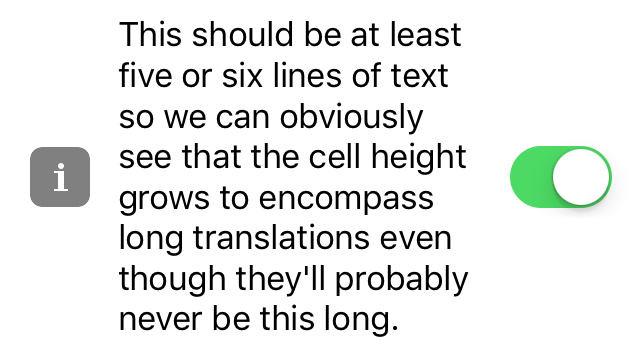 This should be at least
five or six lines of text
so we can obviously
see that the cell height
grows to encompass
long translations even
though they'll probably
never be this long.
i